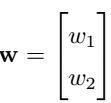 w = [w₁
w₂]